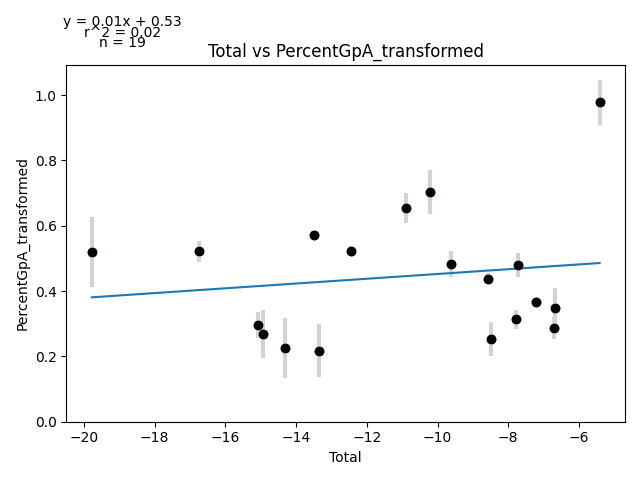 y = 0.01x + 0.53
r^2 = 0.02
n = 19
Total vs PercentGpA_transformed
PercentGpA_transformed
1.0
0.8
0.6
0.4
0.2
0.0
−20
−18
−16
−14
−12
−10
−8
−6
Total